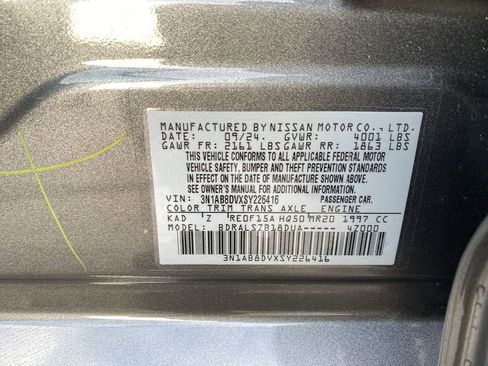 MANUFACTURED BY NISSAN MOTOR CO., LTD.
DATE: 09/24. GVWR: 4001 LBS
GAWR FR: 2161 LBS GAWR RR: 1863 LBS
THIS VEHICLE CONFORMS TO ALL APPLICABLE FEDERAL MOTOR
VEHICLE SAFETY, BUMPER AND THEFT PREVENTION STANDARDS
IN EFFECT ON THE DATE OF MANUFACTURE SHOWN ABOVE.
SEE OWNER'S MANUAL FOR ADDITIONAL INFORMATION.
VIN: 3N1AB8DVXSY226416 PASSENGER CAR
COLOR TRIM TRANS AXLE ENGINE
KAD 'Z 'RE0F15A HQ50 MR20 1997 CC
MODEL: BDRALSZB18DUA----- 4Z000
3N1AB8DVXSY226416